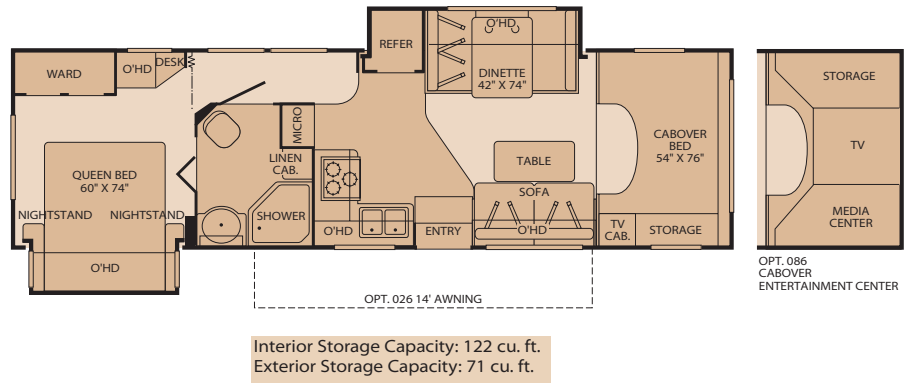 WARD
O'HD
DESK
REFER
O'HD
DINETTE
42" X 74"
MICRO
LINEN
CAB.
QUEEN BED
60" X 74"
NIGHTSTAND
NIGHTSTAND
O'HD
SHOWER
O'HD
ENTRY
TABLE
SOFA
O'HD
CABOVER
BED
54" X 76"
TV
CAB.
STORAGE
OPT. 026 14' AWNING
STORAGE
TV
MEDIA
CENTER
OPT. 086
CABOVER
ENTERTAINMENT CENTER
Interior Storage Capacity: 122 cu. ft.
Exterior Storage Capacity: 71 cu. ft.